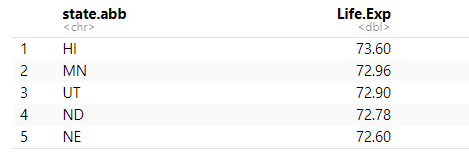 state.abb Life.Exp
<chr> <dbl>
1 HI 73.60
2 MN 72.96
3 UT 72.90
4 ND 72.78
5 NE 72.60